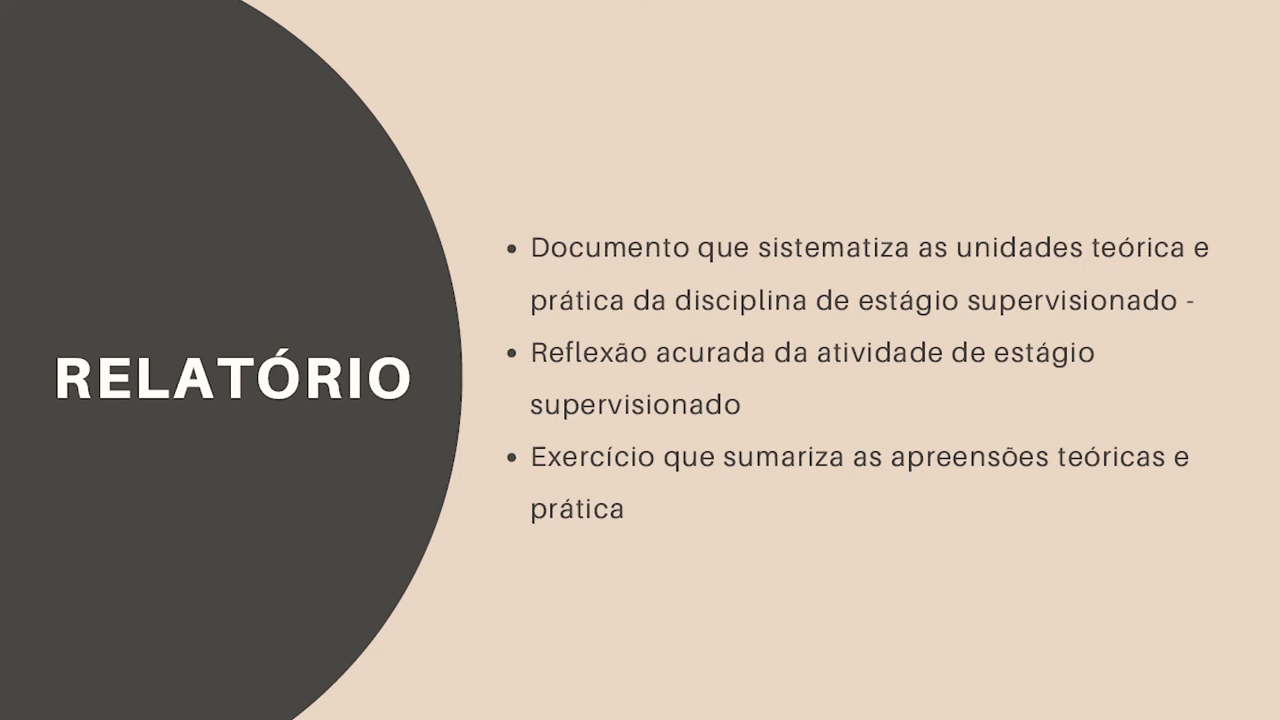 RELATÓRIO
• Documento que sistematiza as unidades teórica e
prática da disciplina de estágio supervisionado -
• Reflexão acurada da atividade de estágio
supervisionado
• Exercício que sumariza as apreensões teóricas e
prática